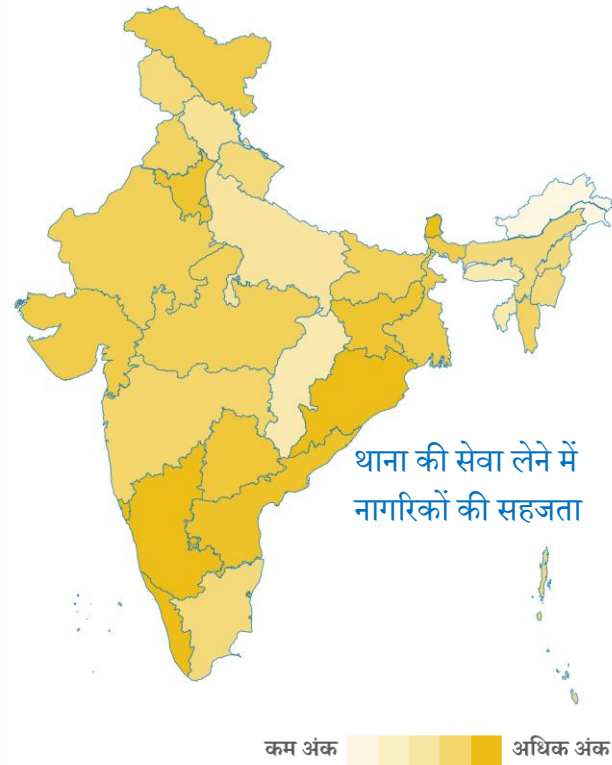 थाना की सेवा लेने में
नागरिकों की सहजता
कम अंक अधिक अंक